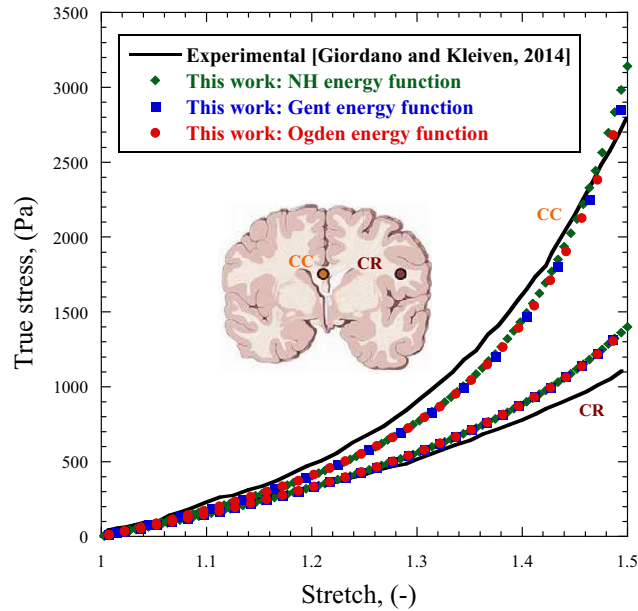 Experimental [Giordano and Kleiven, 2014]
This work: NH energy function
This work: Gent energy function
This work: Ogden energy function
3500
3000
2500
2000
1500
1000
500
0
True stress, (Pa)
CC
CC
CR
CR
1
1.1
1.2
1.3
1.4
1.5
Stretch, (-)